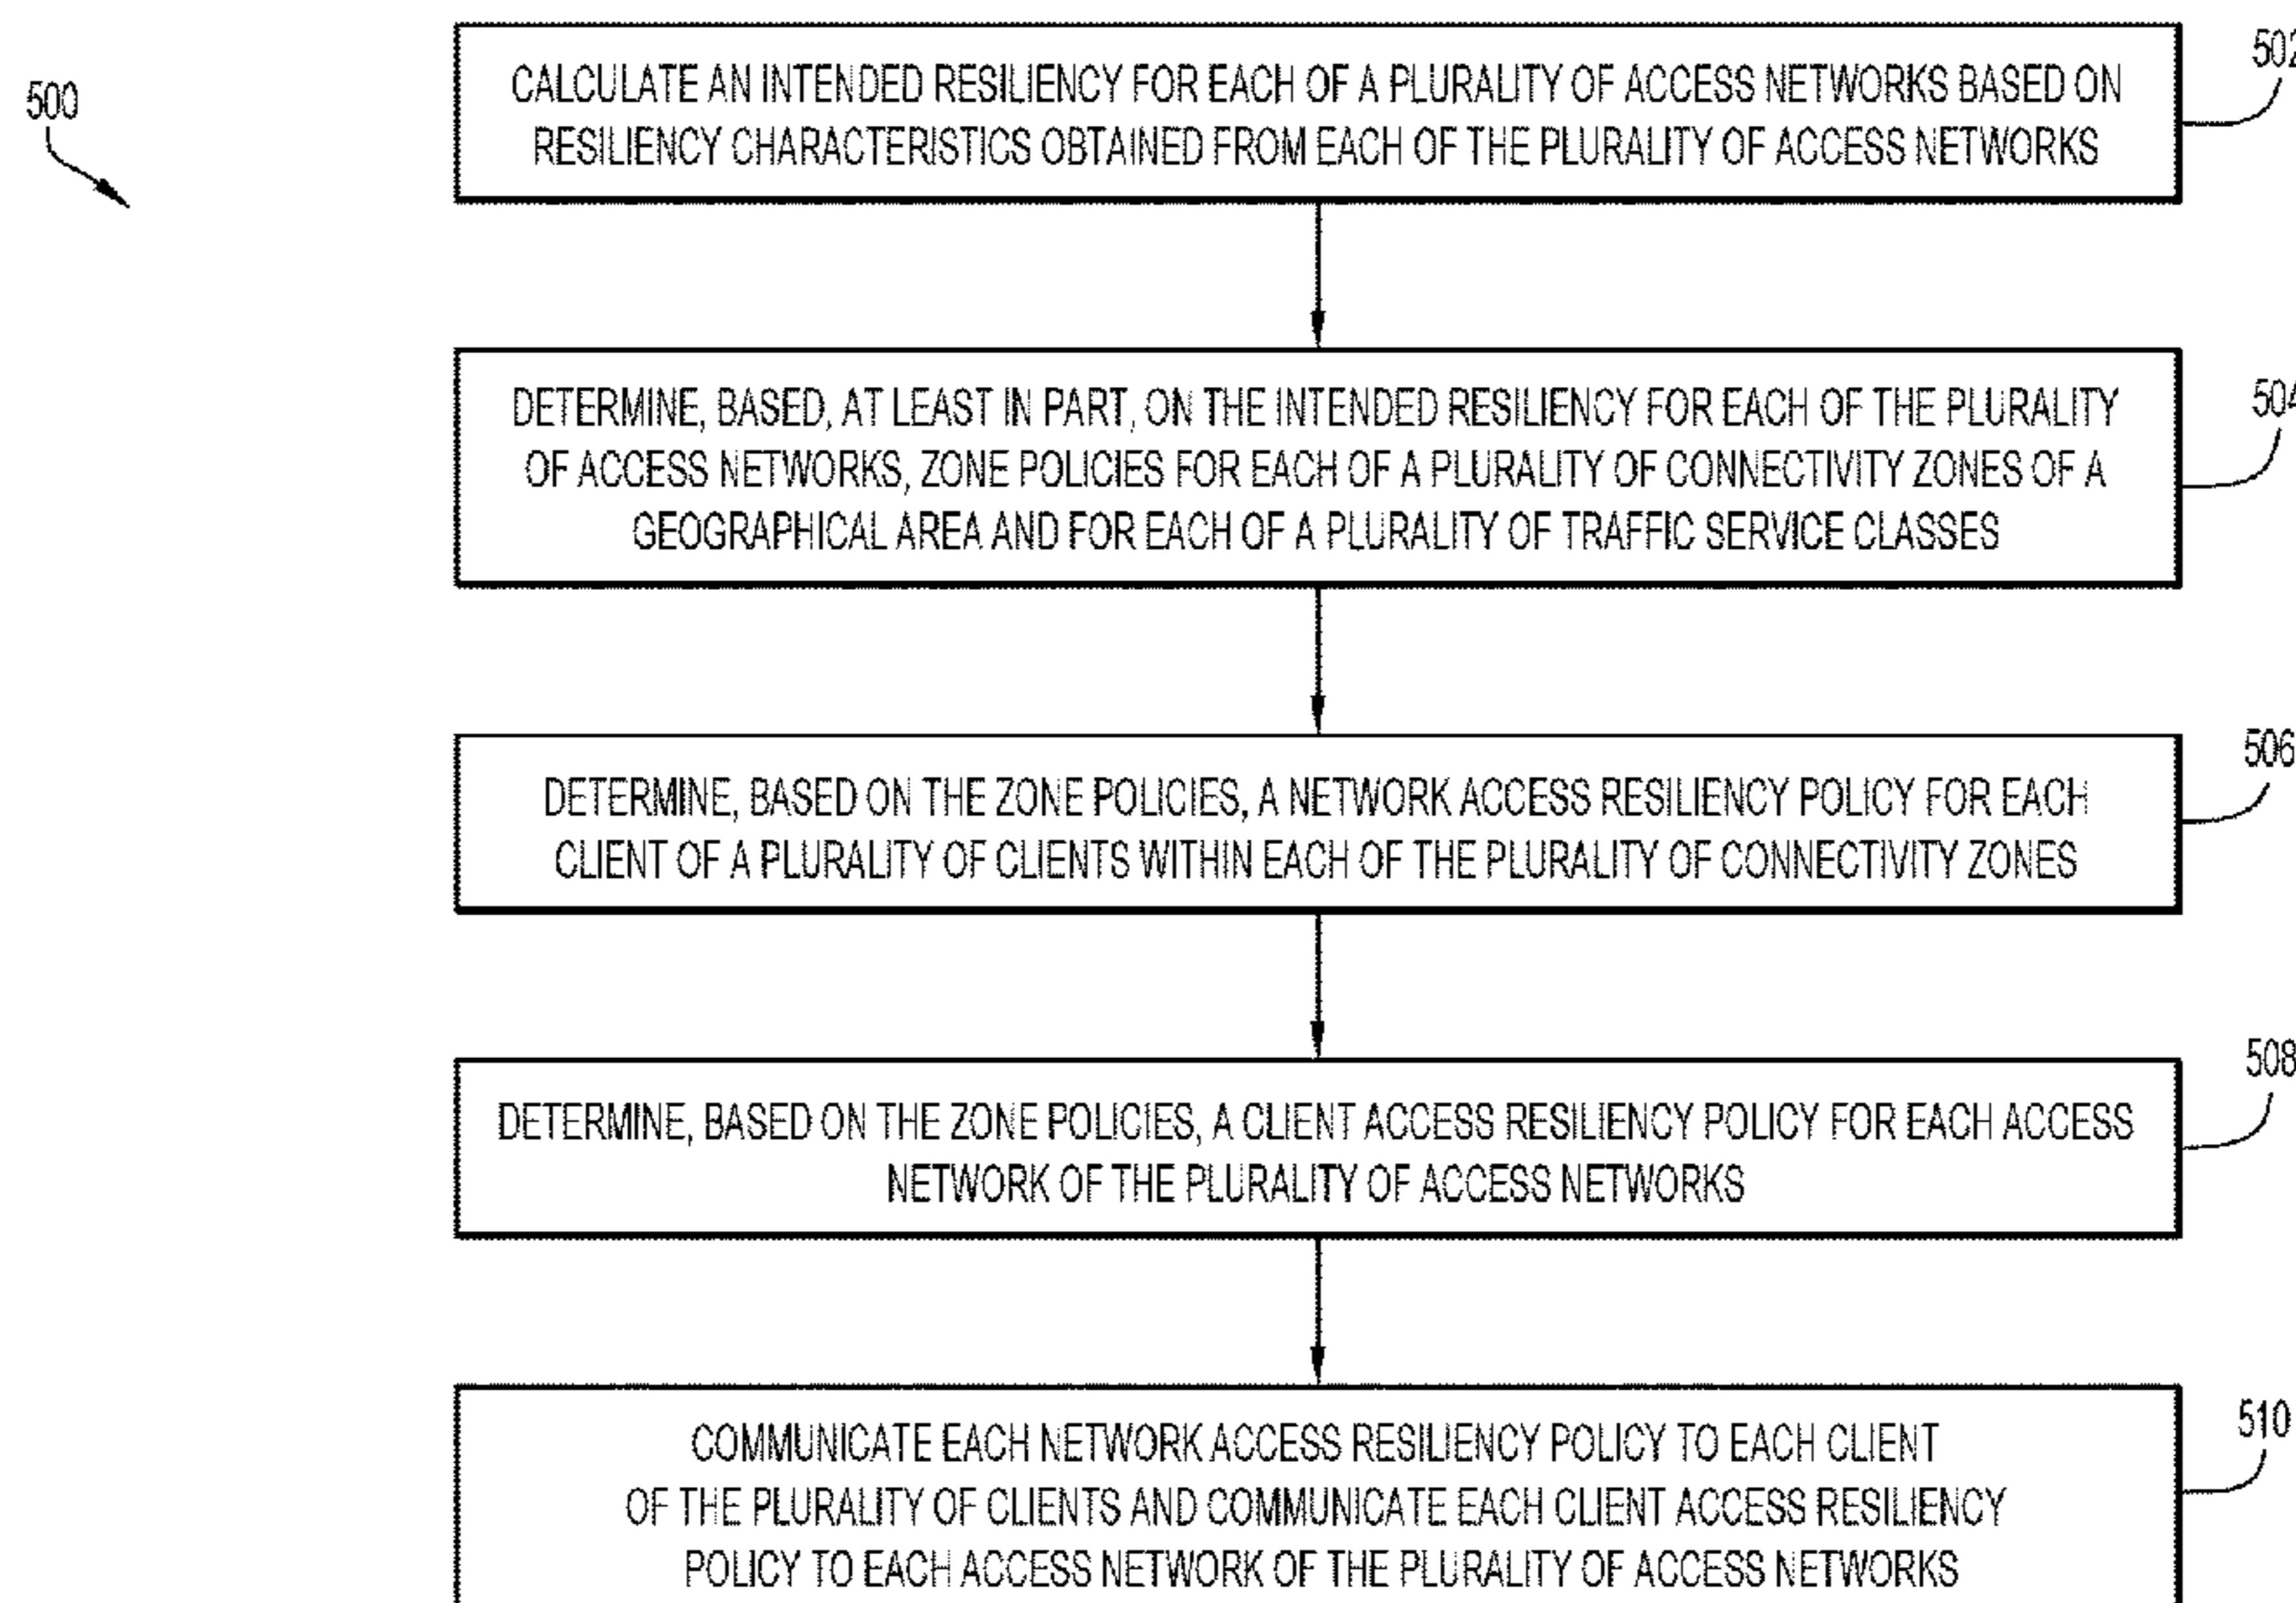 500
CALCULATE AN INTENDED RESILIENCY FOR EACH OF A PLURALITY OF ACCESS NETWORKS BASED ON
RESILIENCY CHARACTERISTICS OBTAINED FROM EACH OF THE PLURALITY OF ACCESS NETWORKS
502
DETERMINE, BASED, AT LEAST IN PART, ON THE INTENDED RESILIENCY FOR EACH OF THE PLURALITY
OF ACCESS NETWORKS, ZONE POLICIES FOR EACH OF A PLURALITY OF CONNECTIVITY ZONES OF A
GEOGRAPHICAL AREA AND FOR EACH OF A PLURALITY OF TRAFFIC SERVICE CLASSES
504
DETERMINE, BASED ON THE ZONE POLICIES, A NETWORK ACCESS RESILIENCY POLICY FOR EACH
CLIENT OF A PLURALITY OF CLIENTS WITHIN EACH OF THE PLURALITY OF CONNECTIVITY ZONES
506
DETERMINE, BASED ON THE ZONE POLICIES, A CLIENT ACCESS RESILIENCY POLICY FOR EACH ACCESS
NETWORK OF THE PLURALITY OF ACCESS NETWORKS
508
COMMUNICATE EACH NETWORK ACCESS RESILIENCY POLICY TO EACH CLIENT
OF THE PLURALITY OF CLIENTS AND COMMUNICATE EACH CLIENT ACCESS RESILIENCY
POLICY TO EACH ACCESS NETWORK OF THE PLURALITY OF ACCESS NETWORKS
510